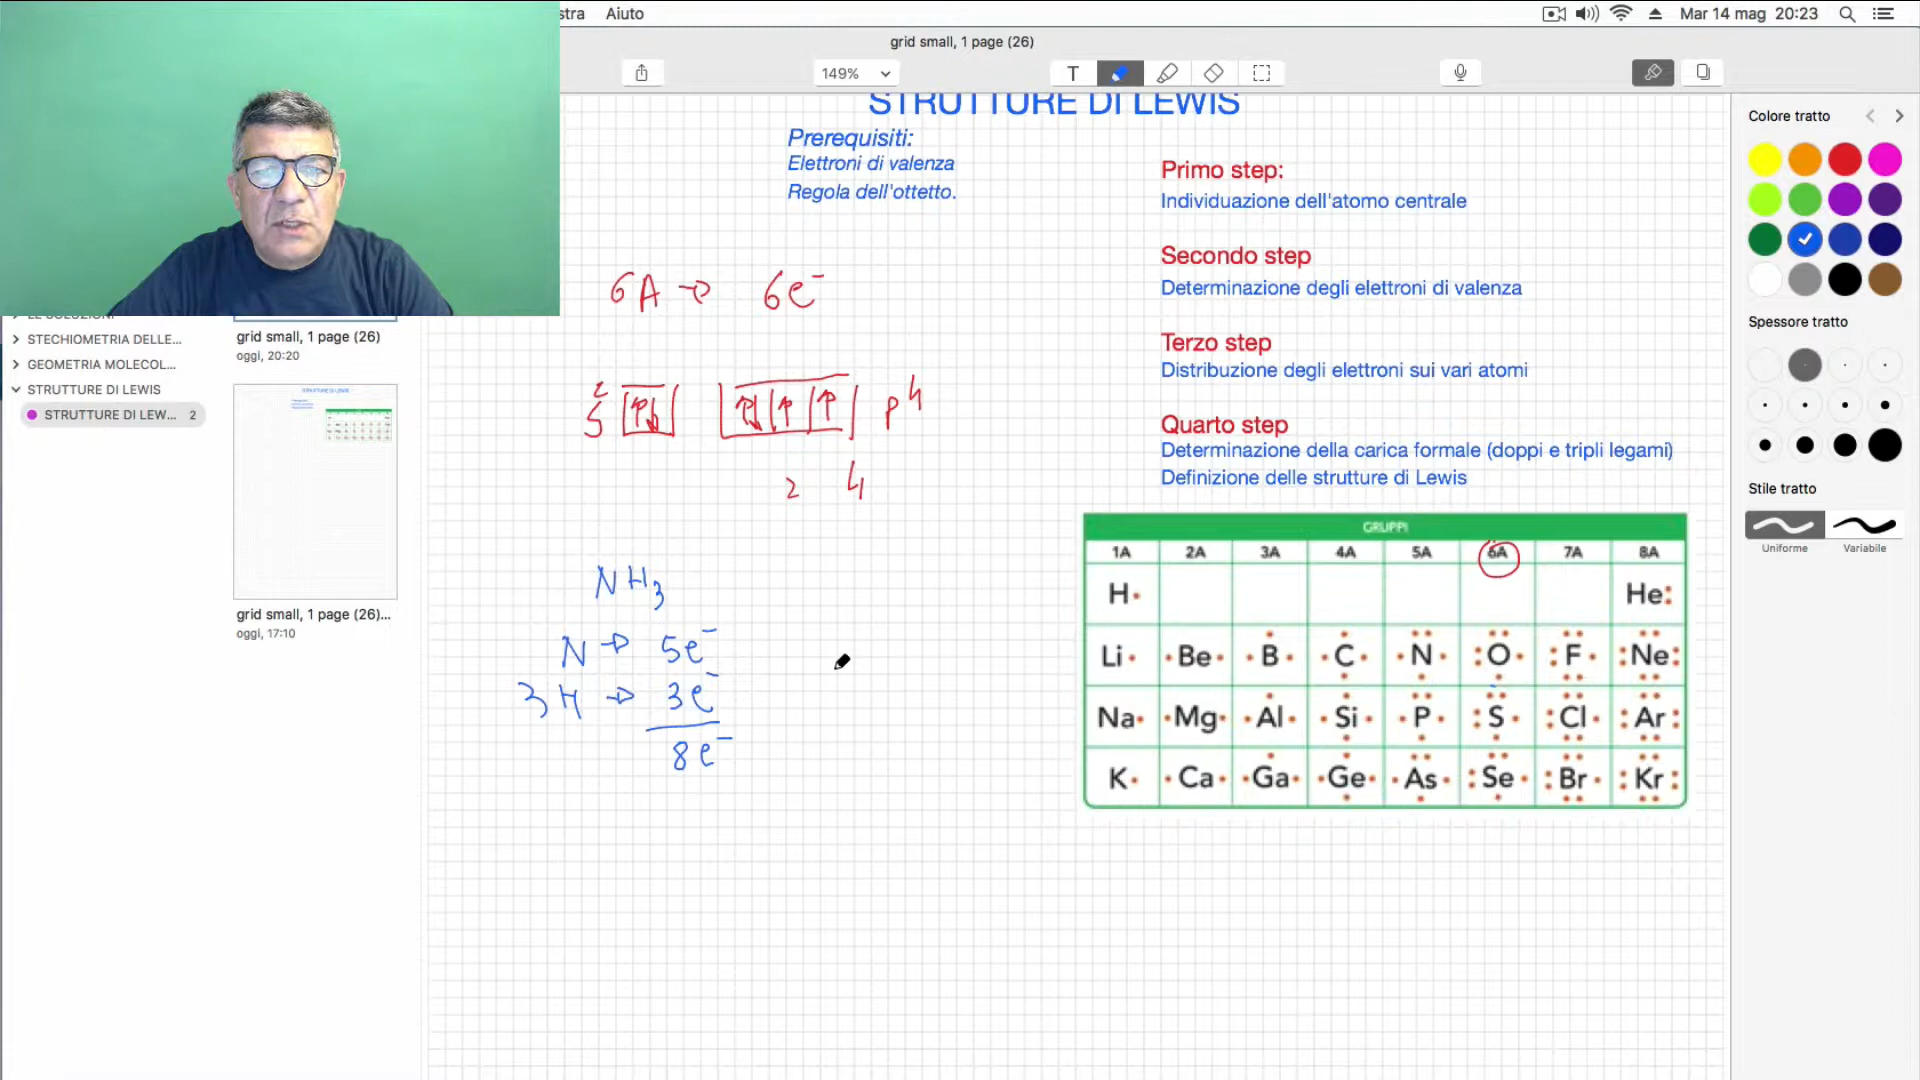 stra Aiuto
Mar 14 mag 20:23
grid small, 1 page (26)
149%
T
STRUTTURE DI LEWIS
Prerequisiti:
Elettroni di valenza
Regola dell'ottetto.
Primo step:
Individuazione dell'atomo centrale
Secondo step
Determinazione degli elettroni di valenza
Terzo step
Distribuzione degli elettroni sui vari atomi
Quarto step
Determinazione della carica formale (doppi e tripli legami)
Definizione delle strutture di Lewis
6A → 6e⁻
s² p⁴
2 4
NH₃
N → 5e⁻
3H → 3e⁻
8e⁻
GRUPPI
1A 2A 3A 4A 5A 6A 7A 8A
H He
Li Be B C N O F Ne
Na Mg Al Si P S Cl Ar
K Ca Ga Ge As Se Br Kr
LE SOLUZIONI
STECHIOMETRIA DELLE...
GEOMETRIA MOLECOL...
STRUTTURE DI LEWIS
STRUTTURE DI LEW... 2
grid small, 1 page (26)
oggi, 20:20
grid small, 1 page (26)...
oggi, 17:10
Colore tratto
Spessore tratto
Stile tratto
Uniforme Variabile